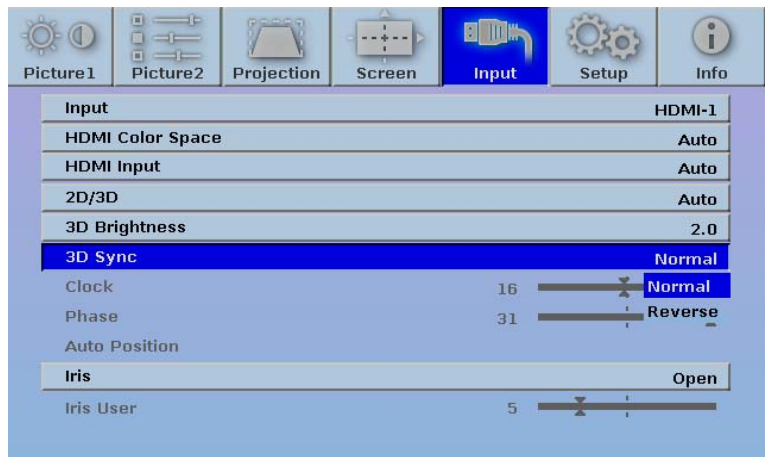 Picture1 Picture2 Projection Screen Input Setup Info
Input HDMI-1
HDMI Color Space Auto
HDMI Input Auto
2D/3D Auto
3D Brightness 2.0
3D Sync Normal
Clock 16 Normal
Phase 31 Reverse
Auto Position
Iris Open
Iris User 5